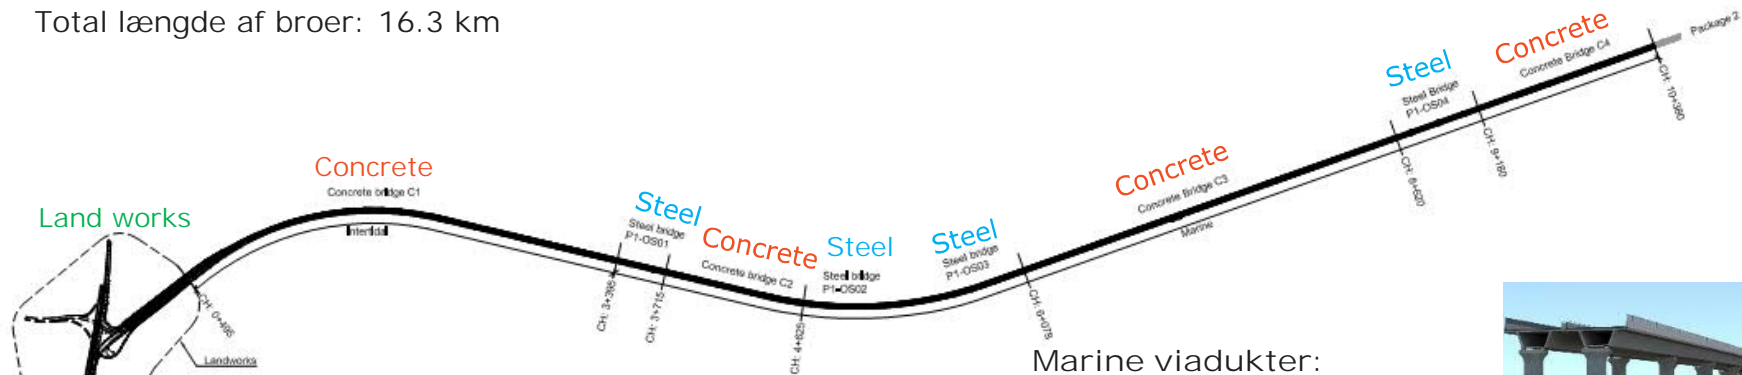 Total længde af broer: 16.3 km
Concrete
Concrete Bridge C4
Package 2
Steel
Steel Bridge
P1-OS04
CH: 10+360
CH: 9+180
CH: 8+620
Concrete
Concrete Bridge C3
Marine
Concrete
Concrete bridge C1
Intertidal
Land works
Steel
Steel bridge
P1-OS01
Concrete
Concrete bridge C2
Steel
Steel bridge
P1-OS02
Steel
Steel bridge
P1-OS03
CH: 0+495
CH: 3+395
CH: 3+715
CH: 4+625
CH: 6+078
Landworks
Marine viadukter: